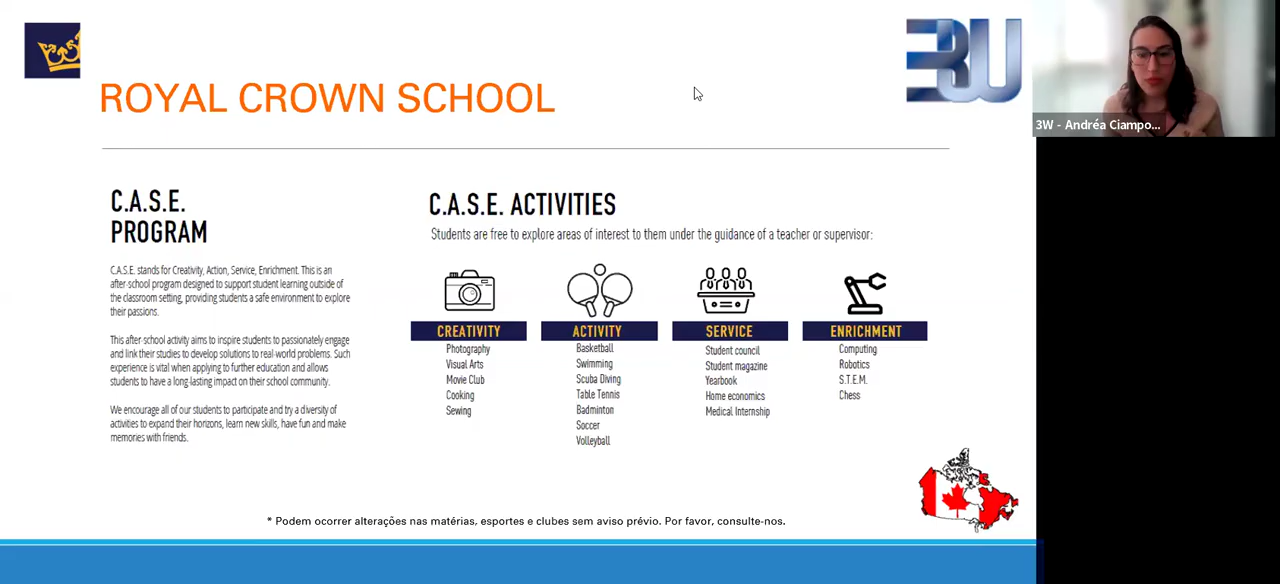 3W
3W - Andréa Ciampo...
ROYAL CROWN SCHOOL
C.A.S.E.
PROGRAM
C.A.S.E. stands for Creativity, Action, Service, Enrichment. This is an
after-school program designed to support student learning outside of
the classroom setting, providing students a safe environment to explore
their passions.
This after-school activity aims to inspire students to passionately engage
and link their studies to develop solutions to real-world problems. Such
experience is vital when applying to further education and allows
students to have a long-lasting impact on their school community.
We encourage all of our students to participate and try a diversity of
activities to expand their horizons, learn new skills, have fun and make
memories with friends.
C.A.S.E. ACTIVITIES
Students are free to explore areas of interest to them under the guidance of a teacher or supervisor:
CREATIVITY
Photography
Visual Arts
Movie Club
Cooking
Sewing
ACTIVITY
Basketball
Swimming
Scuba Diving
Table Tennis
Badminton
Soccer
Volleyball
SERVICE
Student council
Student magazine
Yearbook
Home economics
Medical Internship
ENRICHMENT
Computing
Robotics
S.T.E.M.
Chess
* Podem ocorrer alterações nas matérias, esportes e clubes sem aviso prévio. Por favor, consulte-nos.